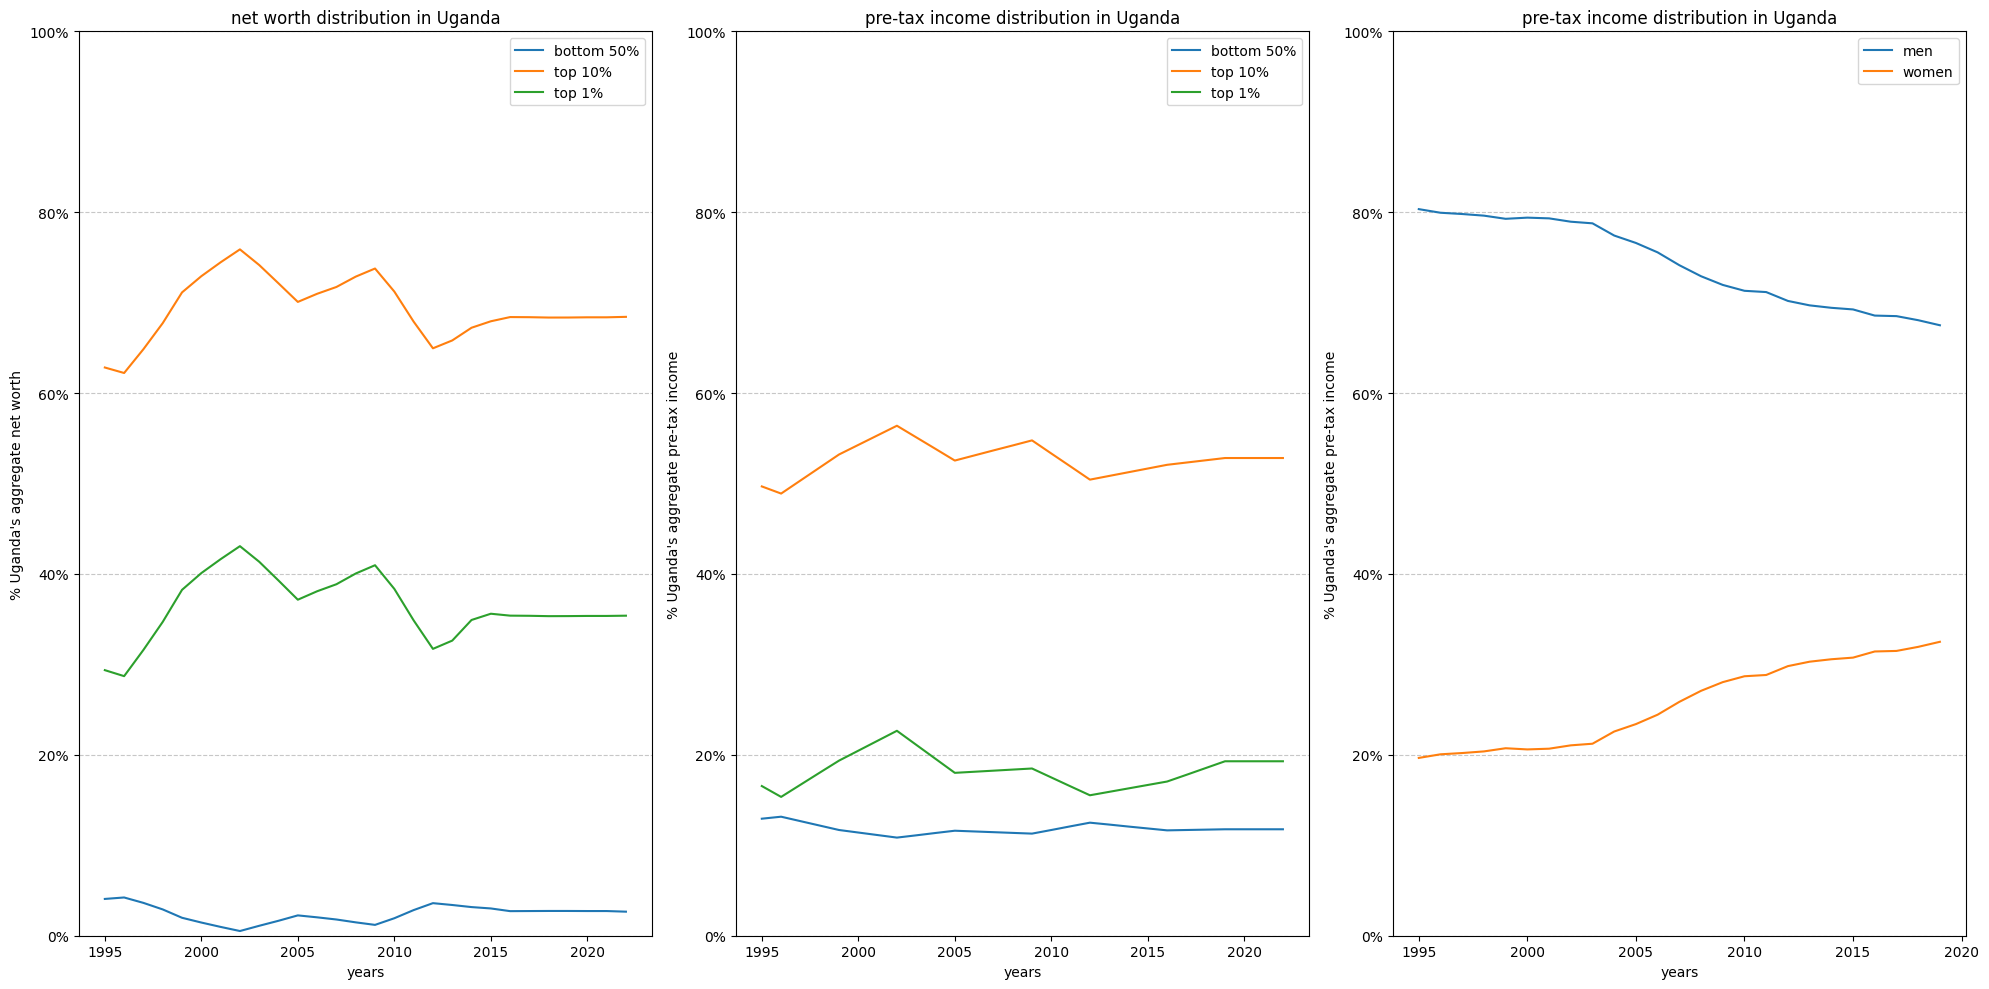 net worth distribution in Uganda
% Uganda's aggregate net worth
100%
80%
60%
40%
20%
0%
bottom 50%
top 10%
top 1%
1995
2000
2005
2010
2015
2020
years
pre-tax income distribution in Uganda
% Uganda's aggregate pre-tax income
100%
80%
60%
40%
20%
0%
bottom 50%
top 10%
top 1%
1995
2000
2005
2010
2015
2020
years
pre-tax income distribution in Uganda
% Uganda's aggregate pre-tax income
100%
80%
60%
40%
20%
0%
men
women
1995
2000
2005
2010
2015
2020
years